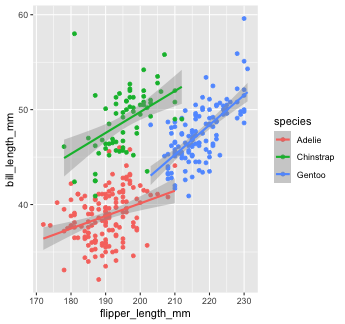 60
50
40
bill_length_mm
170 180 190 200 210 220 230
flipper_length_mm
species
Adelie
Chinstrap
Gentoo